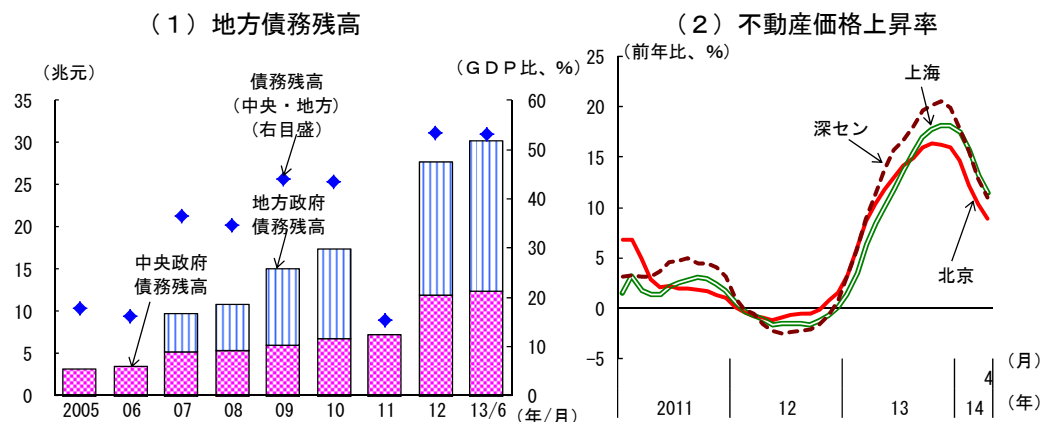 （１）地方債務残高
（兆元）
（ＧＤＰ比、％）
債務残高
（中央・地方）
（右目盛）
地方政府
債務残高
中央政府
債務残高
35
30
25
20
15
10
5
0
60
50
40
30
20
10
0
2005 06 07 08 09 10 11 12 13/6 （年/月）
（２）不動産価格上昇率
（前年比、％）
上海
深セン
北京
25
20
15
10
5
0
−5
4 （月）
2011 12 13 14 （年）